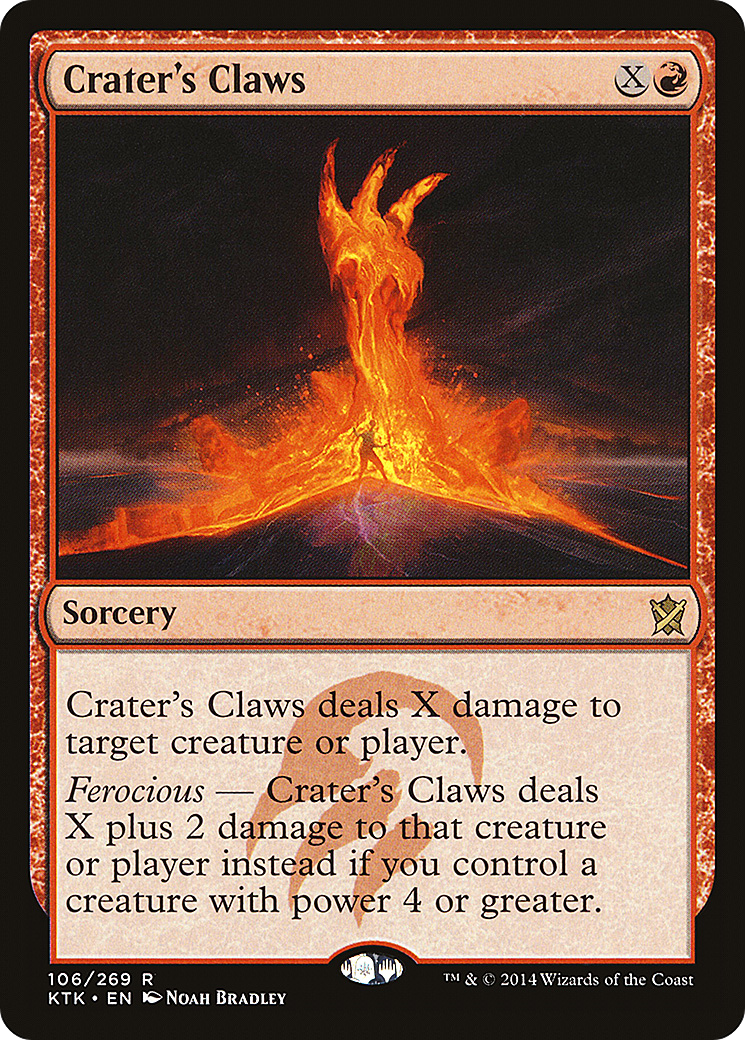 Crater's Claws X
Sorcery
Crater's Claws deals X damage to
target creature or player.
Ferocious — Crater's Claws deals
X plus 2 damage to that creature
or player instead if you control a
creature with power 4 or greater.
106/269 R
KTK • EN Noah Bradley
™ & © 2014 Wizards of the Coast